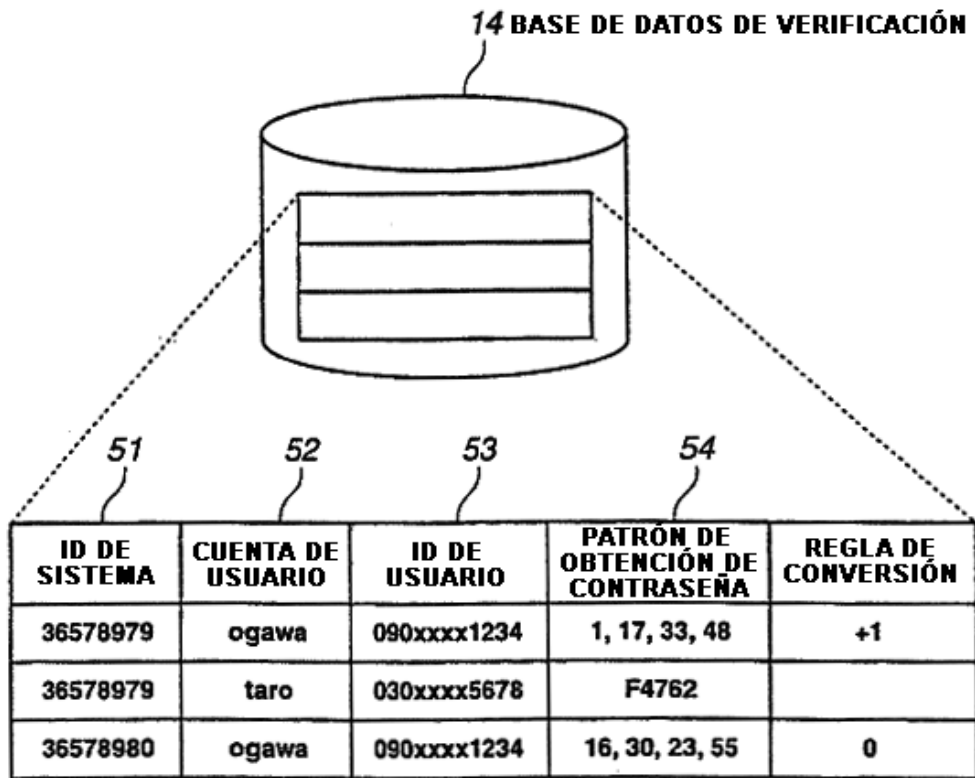 14 BASE DE DATOS DE VERIFICACIÓN
51 52 53 54
ID DE SISTEMA CUENTA DE USUARIO ID DE USUARIO PATRÓN DE OBTENCIÓN DE CONTRASEÑA REGLA DE CONVERSIÓN
36578979 ogawa 090xxxx1234 1, 17, 33, 48 +1
36578979 taro 030xxxx5678 F4762
36578980 ogawa 090xxxx1234 16, 30, 23, 55 0